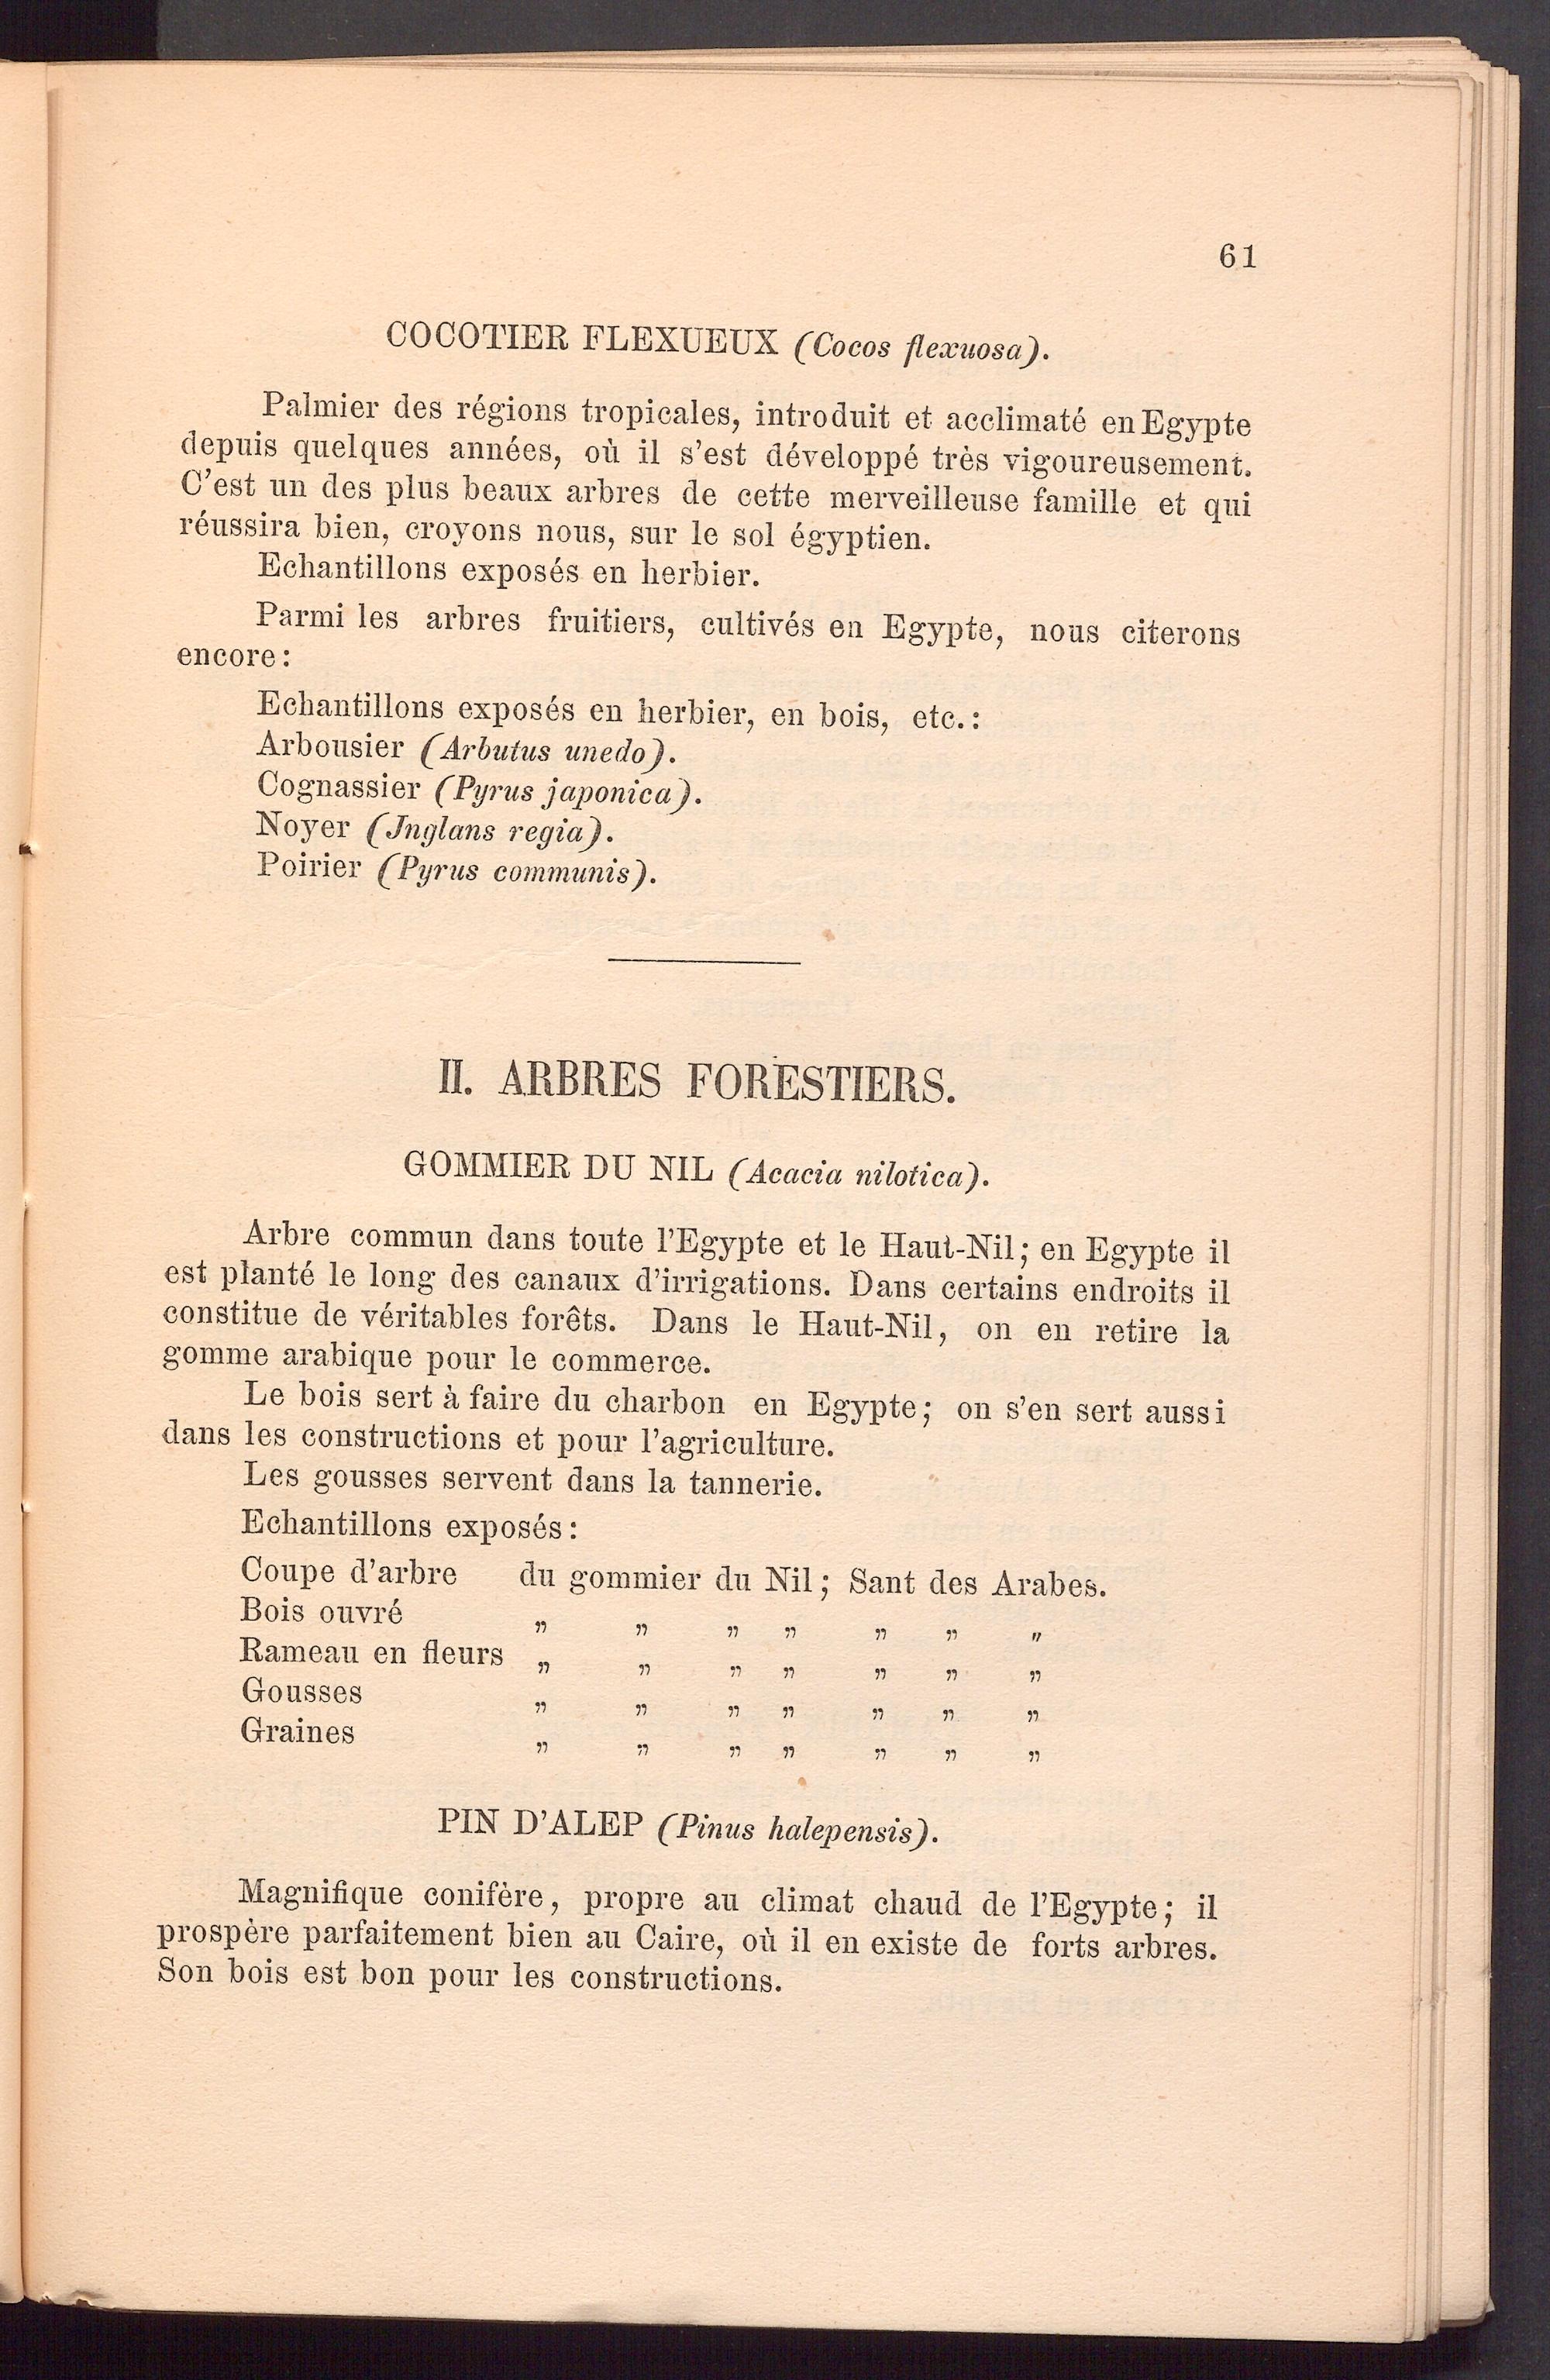 61
COCOTIER FLEXUEUX (Cocos flexuosa).
Palmier des régions tropicales, introduit et acclimaté en Egypte
depuis quelques années, où il s'est développé très vigoureusement.
C'est un des plus beaux arbres de cette merveilleuse famille et qui
réussira bien, croyons nous, sur le sol égyptien.
Echantillons exposés en herbier.
Parmi les arbres fruitiers, cultivés en Egypte, nous citerons
encore:
Echantillons exposés en herbier, en bois, etc.:
Arbousier (Arbutus unedo).
Cognassier (Pyrus japonica).
Noyer (Jnglans regia).
Poirier (Pyrus communis).
II. ARBRES FORESTIERS.
GOMMIER DU NIL (Acacia nilotica).
Arbre commun dans toute l'Egypte et le Haut-Nil; en Egypte il
est planté le long des canaux d'irrigations. Dans certains endroits il
constitue de véritables forêts. Dans le Haut-Nil, on en retire la
gomme arabique pour le commerce.
Le bois sert à faire du charbon en Egypte; on s'en sert aussi
dans les constructions et pour l'agriculture.
Les gousses servent dans la tannerie.
Echantillons exposés:
Coupe d'arbre du gommier du Nil; Sant des Arabes.
Bois ouvré „ „ „ „ „ „ „
Rameau en fleurs „ „ „ „ „ „ „
Gousses „ „ „ „ „ „ „
Graines „ „ „ „ „ „ „
PIN D'ALEP (Pinus halepensis).
Magnifique conifère, propre au climat chaud de l'Egypte; il
prospère parfaitement bien au Caire, où il en existe de forts arbres.
Son bois est bon pour les constructions.